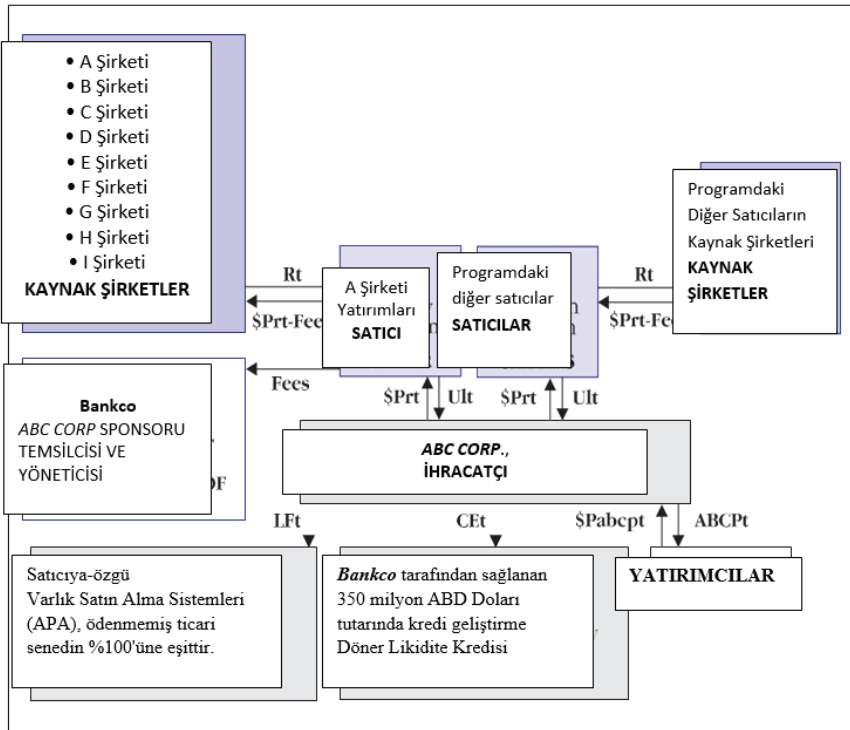 • A Şirketi
• B Şirketi
• C Şirketi
• D Şirketi
• E Şirketi
• F Şirketi
• G Şirketi
• H Şirketi
• I Şirketi
KAYNAK ŞİRKETLER
Rt
$Prt-Fee
A Şirketi
Yatırımları
SATICI
Programdaki
diğer satıcılar
SATICILAR
Rt
$Prt-Fe
Programdaki
Diğer Satıcıların
Kaynak Şirketleri
KAYNAK
ŞİRKETLER
Fees
$Prt
Ult
$Prt
Ult
Bankco
ABC CORP SPONSORU
TEMSİLCİSİ VE
YÖNETİCİSİ
ABC CORP.,
İHRACATÇI
LFt
CEt
$Pabcpt
ABCPt
Satıcıya-özgü
Varlık Satın Alma Sistemleri
(APA), ödenmemiş ticari
senedin %100'üne eşittir.
Bankco tarafından sağlanan
350 milyon ABD Doları
tutarında kredi geliştirme
Döner Likidite Kredisi
YATIRIMCILAR